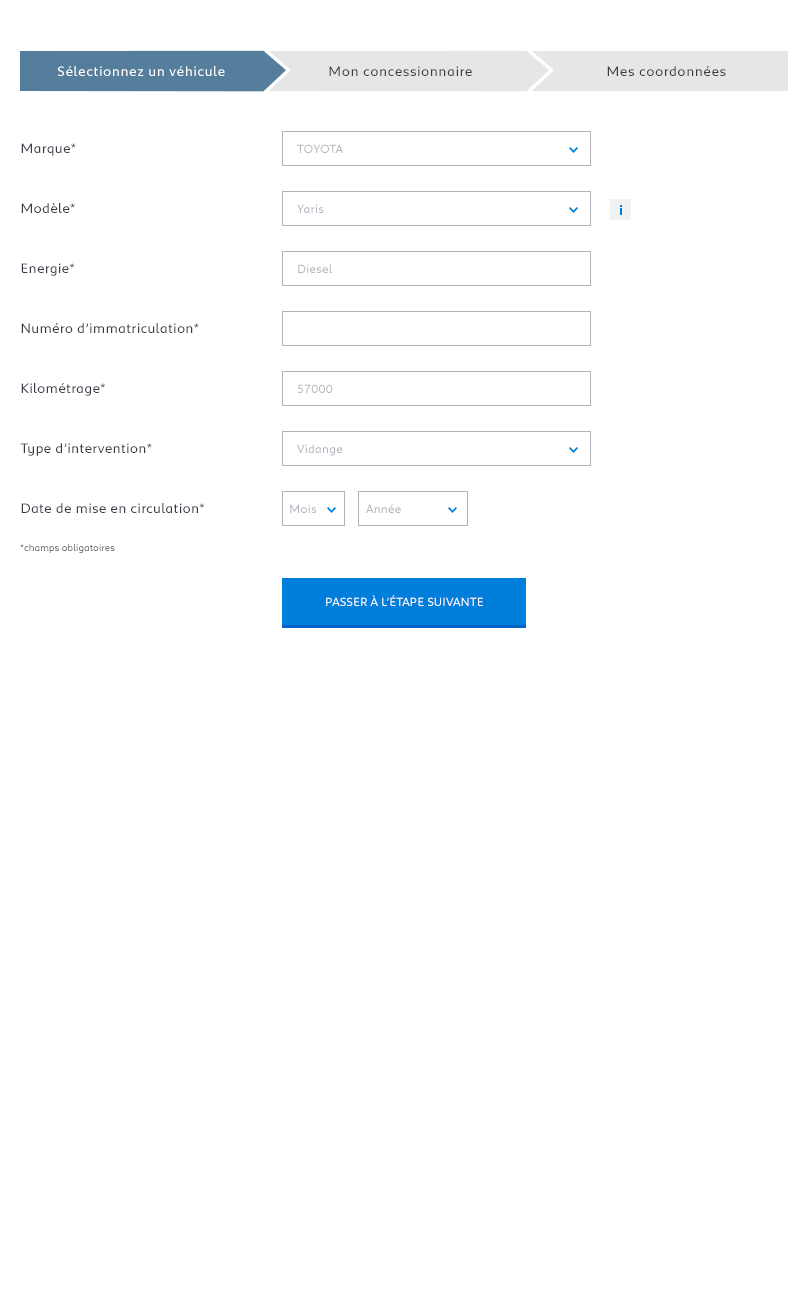 Sélectionnez un véhicule
Mon concessionnaire
Mes coordonnées
Marque*
TOYOTA
Modèle*
Yaris
i
Energie*
Diesel
Numéro d'immatriculation*
Kilométrage*
57000
Type d'intervention*
Vidange
Date de mise en circulation*
Mois
Année
*champs obligatoires
PASSER À L'ÉTAPE SUIVANTE